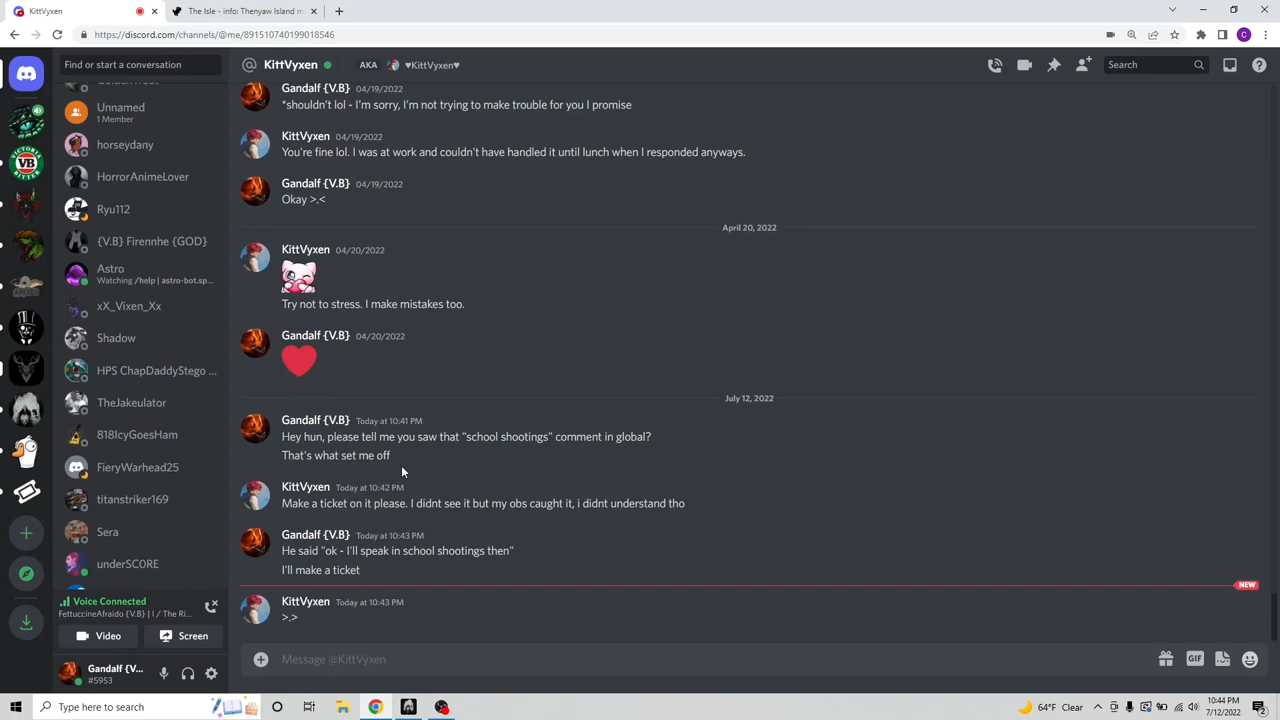 KittVyxen
The Isle - info: Thenyaw Island m
https://discord.com/channels/@me/891510740199018546
C
Find or start a conversation
KittVyxen
AKA
♥KittVyxen♥
Search
Unnamed
1 Member
horseydany
HorrorAnimeLover
Ryu112
{V.B} Firennhe {GOD}
Astro
Watching /help | astro-bot.sp...
xX_Vixen_Xx
Shadow
HPS ChapDaddyStego ...
TheJakeulator
818IcyGoesHam
FieryWarhead25
titanstriker169
Sera
underSC0RE
VICTORIA
VB
BITTER
Voice Connected
FettuccineAfraido {V.B} | ! / The Ri...
Video
Screen
Gandalf {V...
#5953
Gandalf {V.B} 04/19/2022
*shouldn't lol - I'm sorry, I'm not trying to make trouble for you I promise
KittVyxen 04/19/2022
You're fine lol. I was at work and couldn't have handled it until lunch when I responded anyways.
Gandalf {V.B} 04/19/2022
Okay >.<
April 20, 2022
KittVyxen 04/20/2022
Try not to stress. I make mistakes too.
Gandalf {V.B} 04/20/2022
July 12, 2022
Gandalf {V.B} Today at 10:41 PM
Hey hun, please tell me you saw that "school shootings" comment in global?
That's what set me off
KittVyxen Today at 10:42 PM
Make a ticket on it please. I didnt see it but my obs caught it, i didnt understand tho
Gandalf {V.B} Today at 10:43 PM
He said "ok - I'll speak in school shootings then"
I'll make a ticket
NEW
KittVyxen Today at 10:43 PM
>.>
Message @KittVyxen
GIF
Type here to search
64°F Clear
10:44 PM
7/12/2022
2